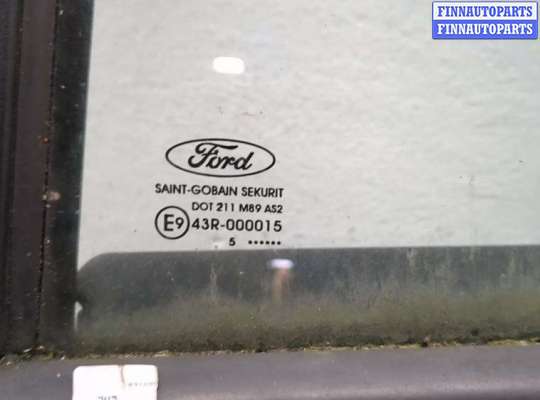 FINNAUTOPARTS
FINNAUTOPARTS
Ford
SAINT-GOBAIN SEKURIT
DOT 211 M89 AS2
E9 43R-000015
5 ••••••